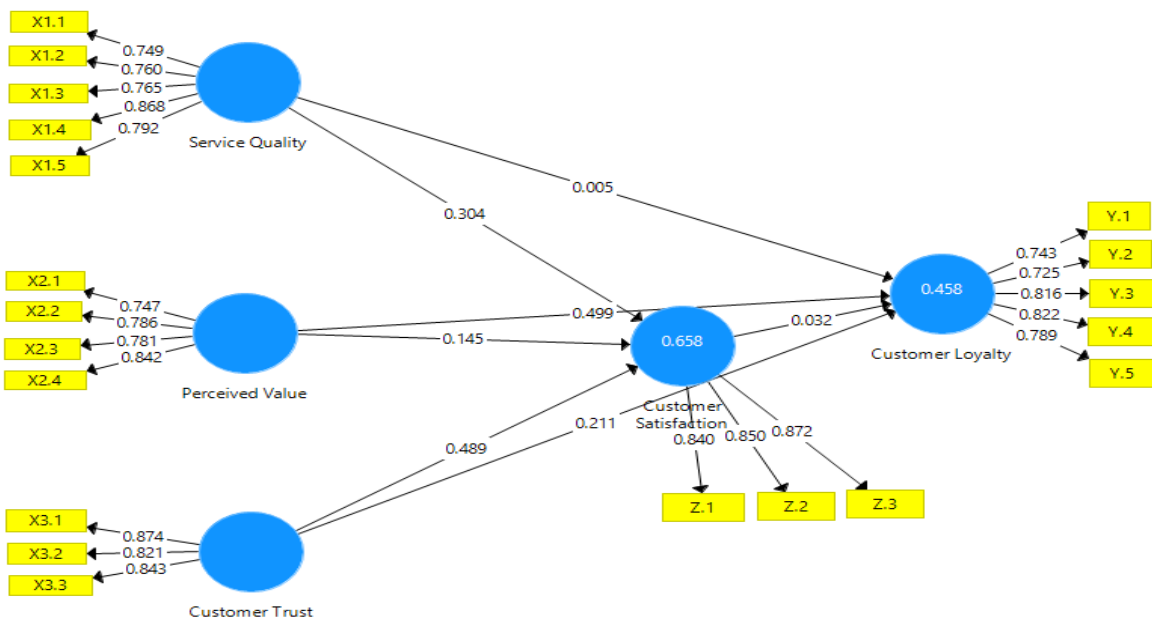 X1.1
0.749
X1.2
0.760
X1.3
0.765
X1.4
0.868
X1.5
0.792
Service Quality
0.005
0.304
Y.1
0.743
Y.2
0.725
Y.3
0.816
Y.4
0.822
Y.5
0.789
0.458
Customer Loyalty
X2.1
0.747
X2.2
0.786
X2.3
0.781
X2.4
0.842
Perceived Value
0.499
0.145
0.032
0.658
Customer
Satisfaction
0.211
0.489
0.840
0.850
0.872
Z.1
Z.2
Z.3
X3.1
0.874
X3.2
0.821
X3.3
0.843
Customer Trust